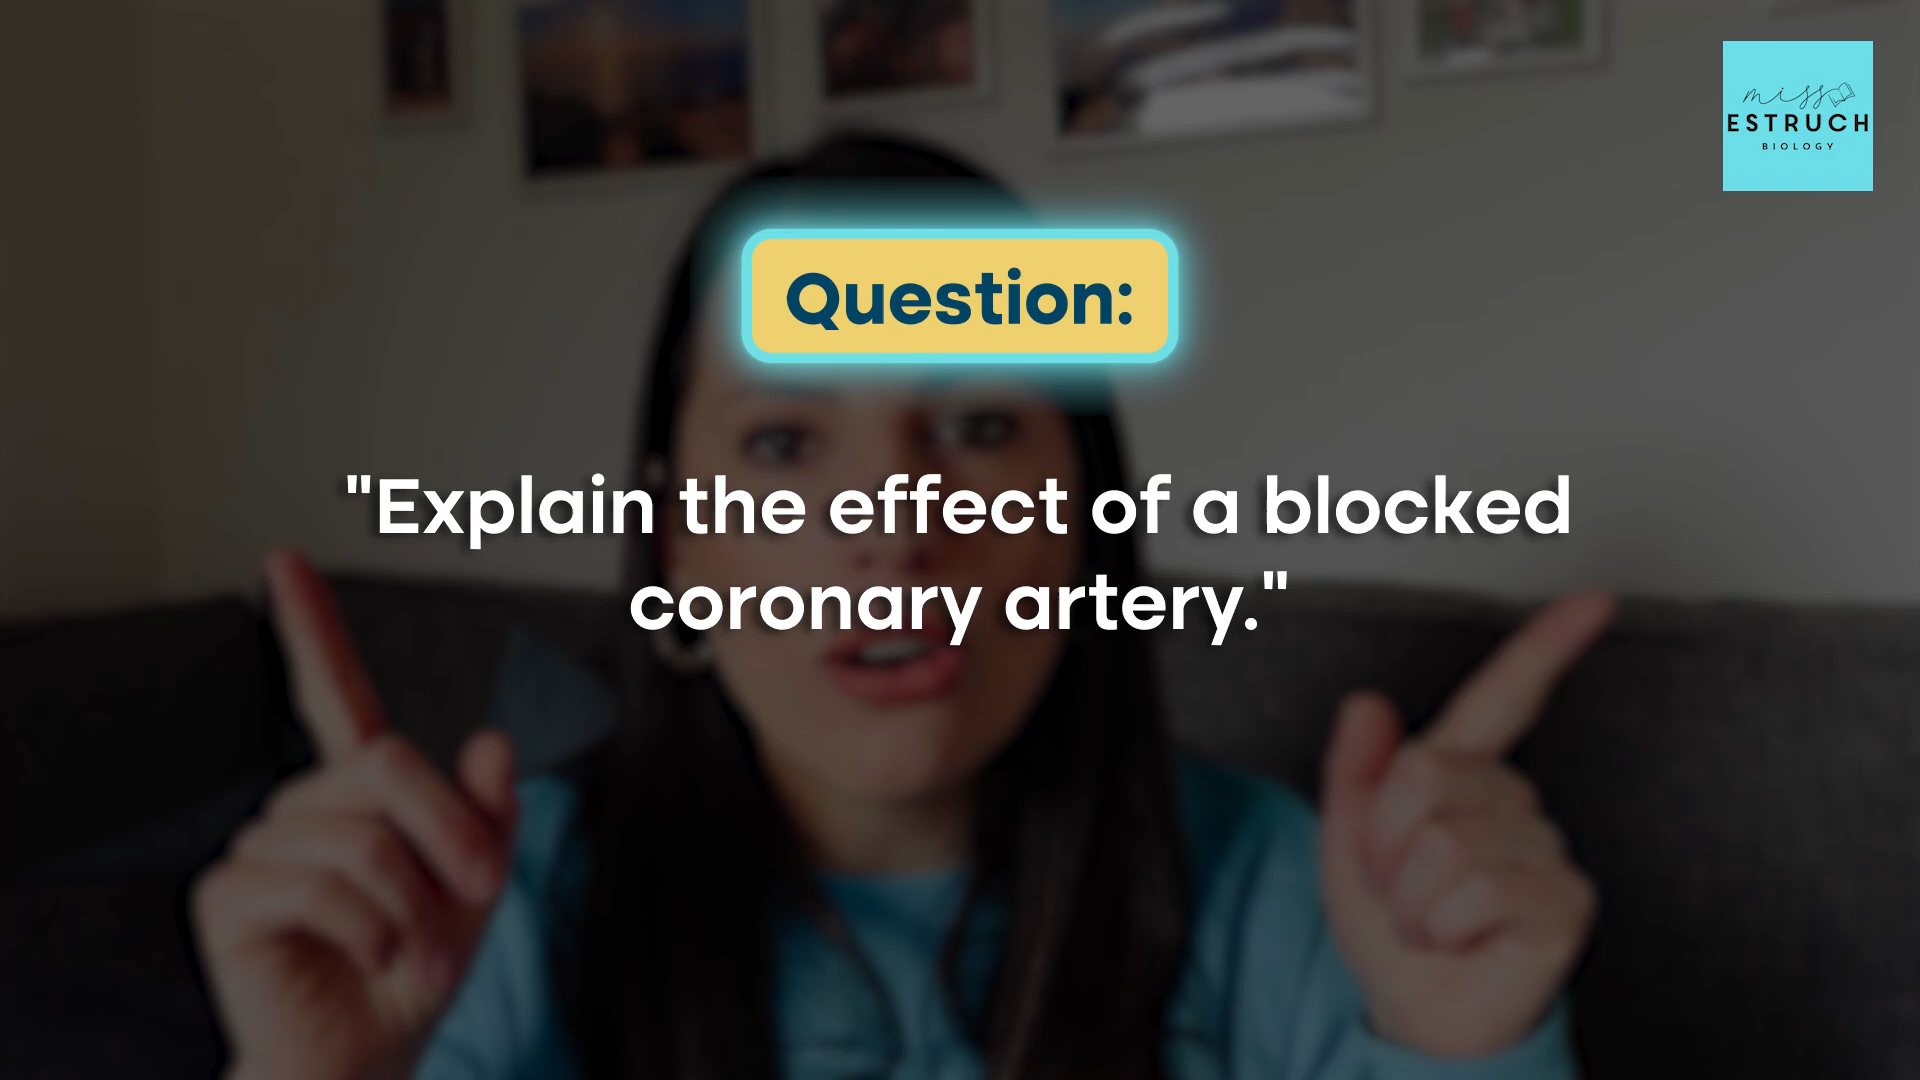 miss
ESTRUCH
BIOLOGY
Question:
"Explain the effect of a blocked
coronary artery."